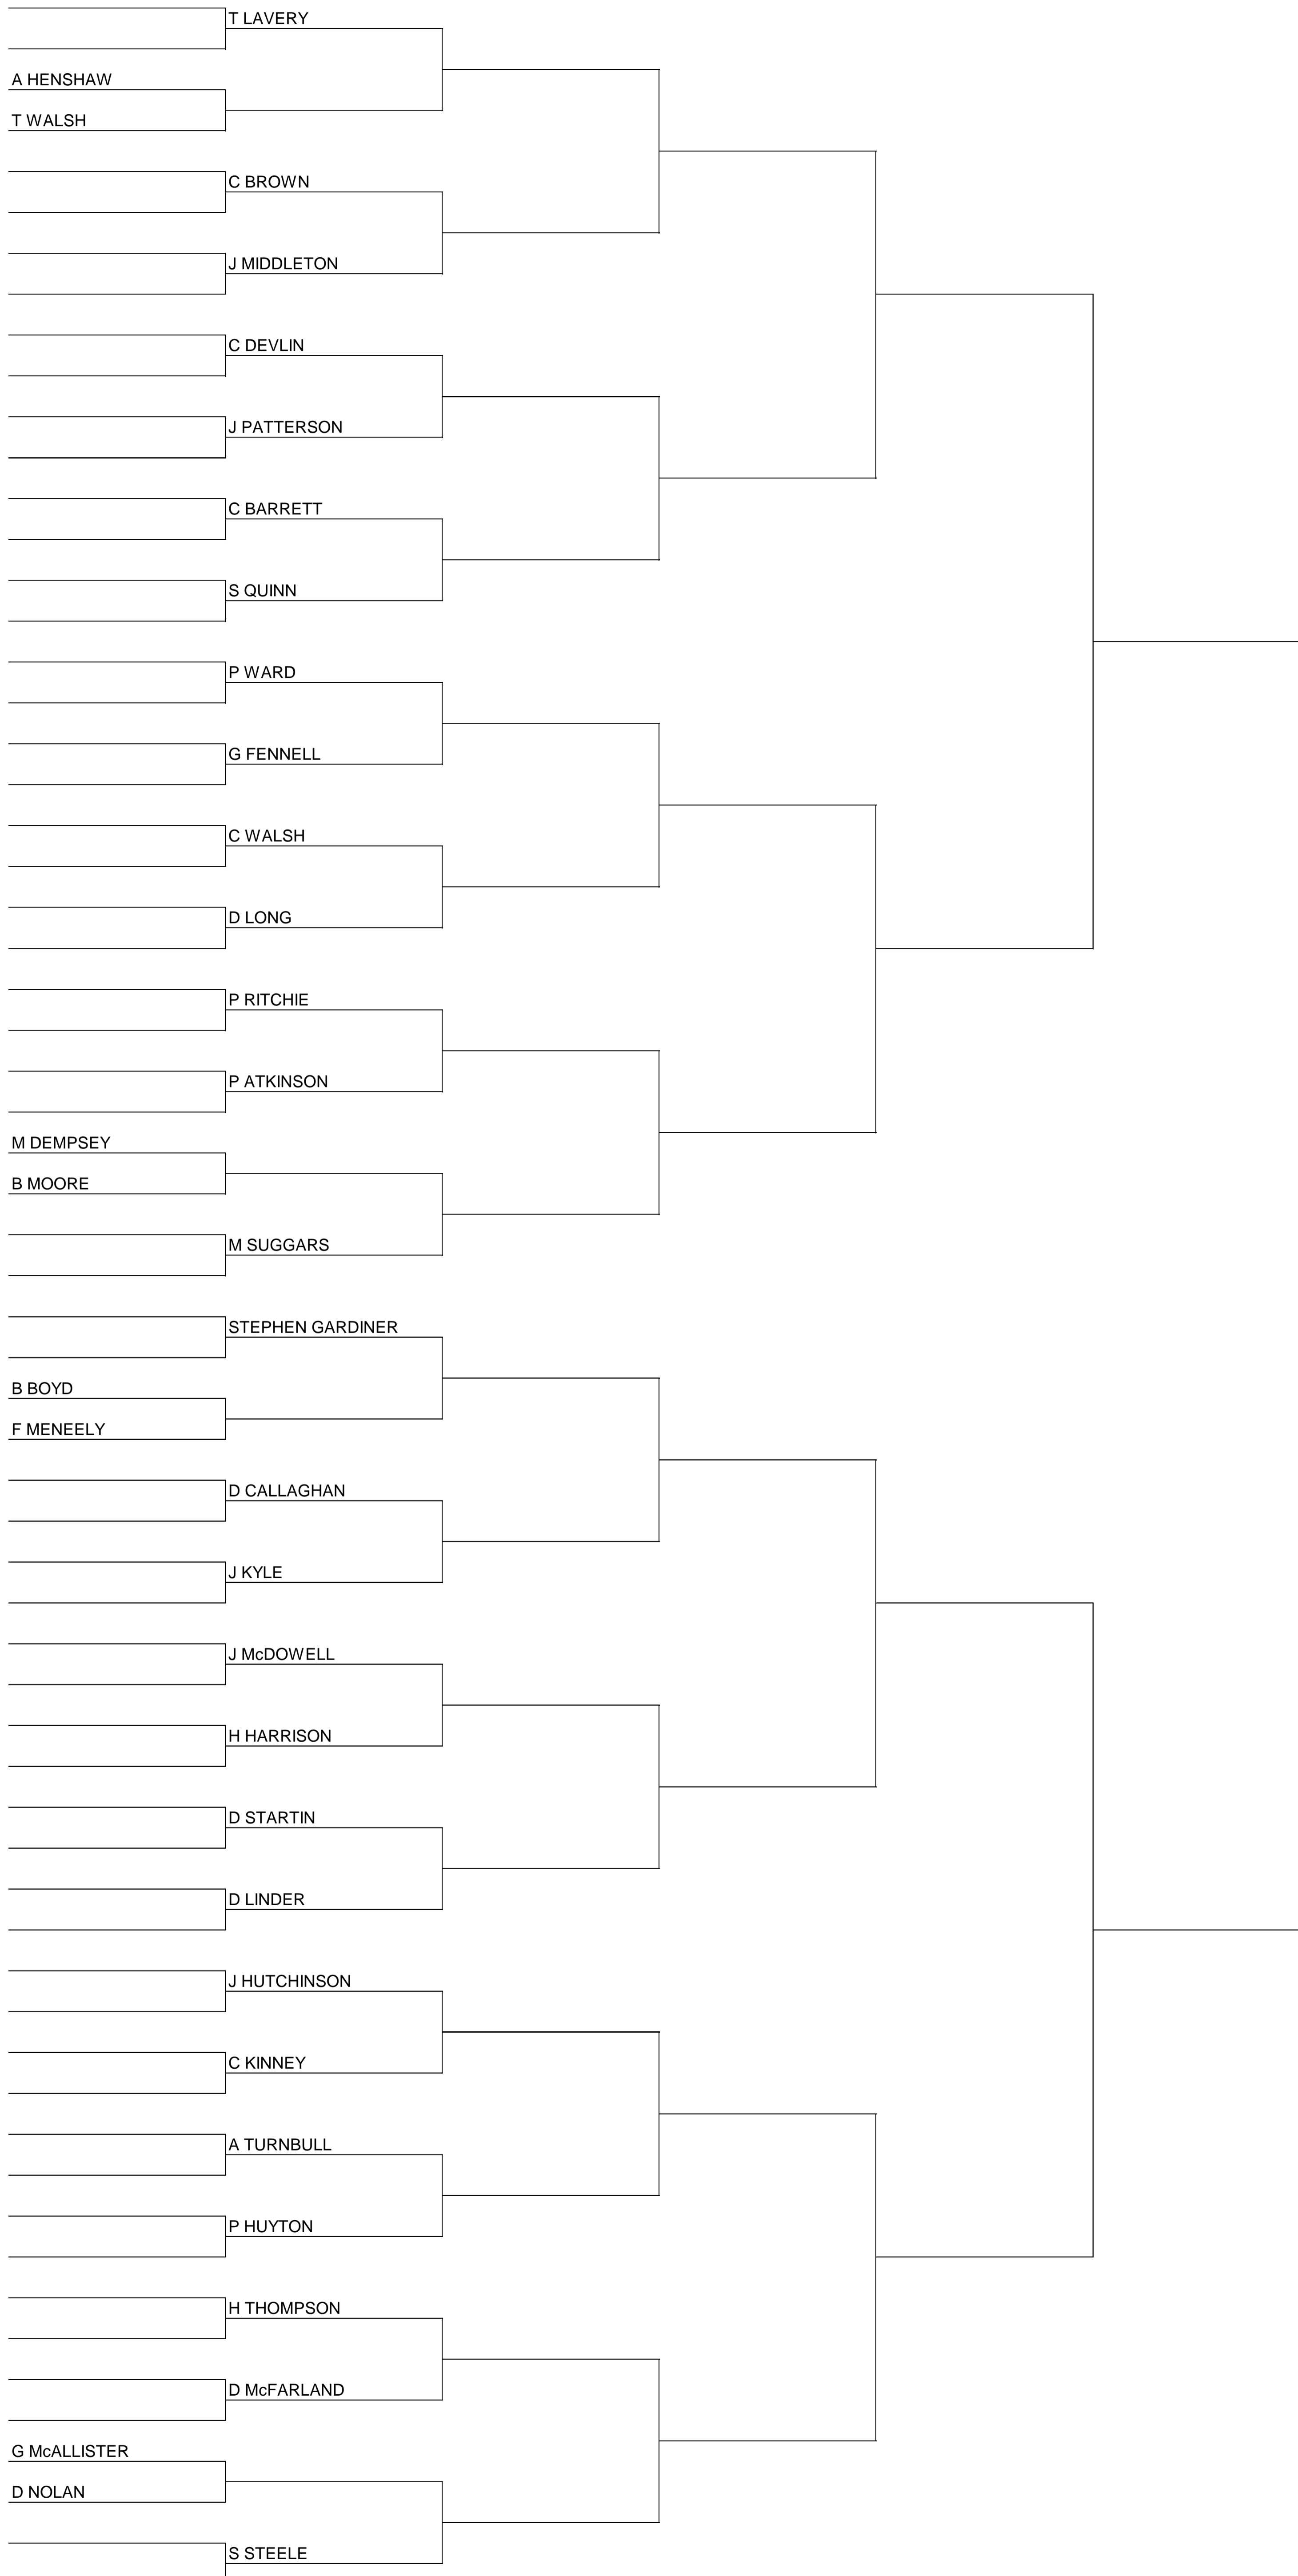 T LAVERY
A HENSHAW
T WALSH
C BROWN
J MIDDLETON
C DEVLIN
J PATTERSON
C BARRETT
S QUINN
P WARD
G FENNELL
C WALSH
D LONG
P RITCHIE
P ATKINSON
M DEMPSEY
B MOORE
M SUGGARS
STEPHEN GARDINER
B BOYD
F MENEELY
D CALLAGHAN
J KYLE
J McDOWELL
H HARRISON
D STARTIN
D LINDER
J HUTCHINSON
C KINNEY
A TURNBULL
P HUYTON
H THOMPSON
D McFARLAND
G McALLISTER
D NOLAN
S STEELE